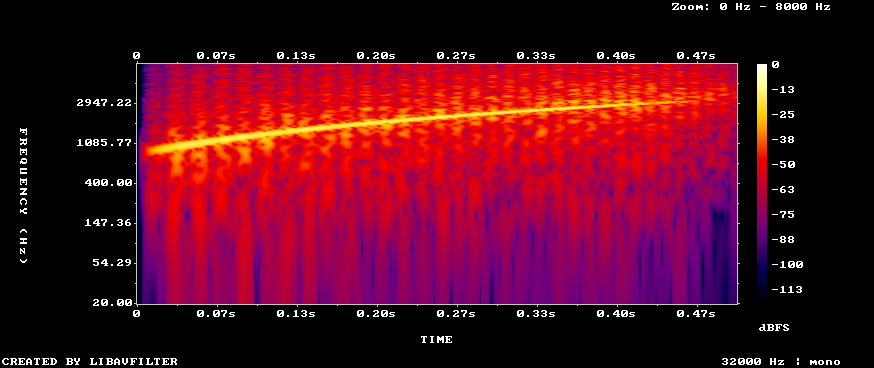 Zoom: 0 Hz - 8000 Hz
0 0.07s 0.13s 0.20s 0.27s 0.33s 0.40s 0.47s
FREQUENCY (Hz)
2947.22
1085.77
400.00
147.36
54.29
20.00
0
-13
-25
-38
-50
-63
-75
-88
-100
-113
dBFS
0 0.07s 0.13s 0.20s 0.27s 0.33s 0.40s 0.47s
TIME
CREATED BY LIBAVFILTER
32000 Hz | mono